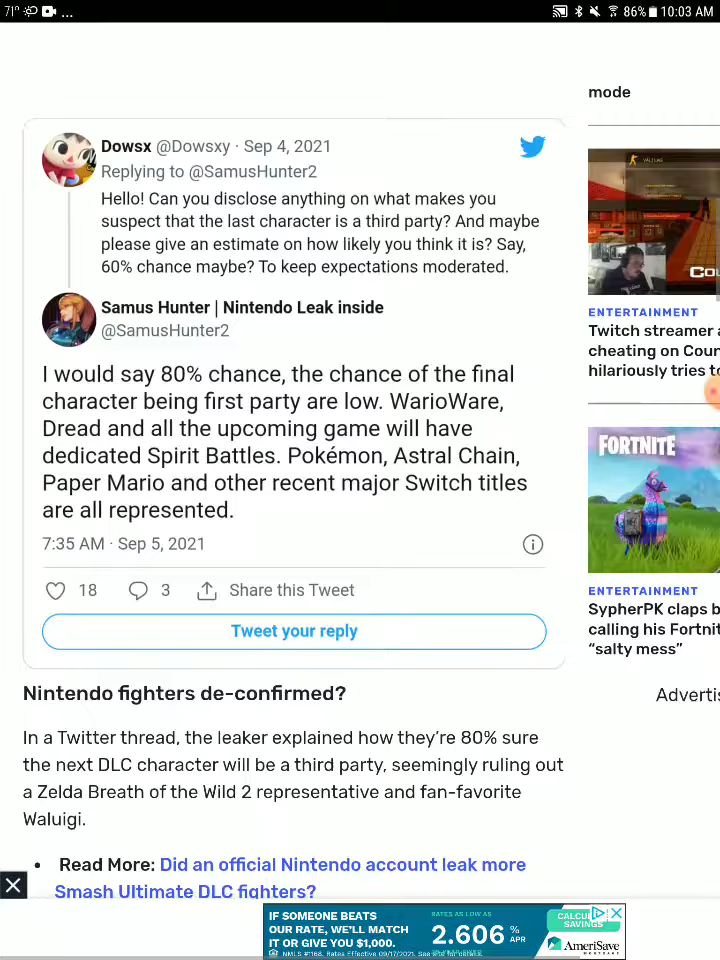 71°
...
86%
10:03 AM
mode
Dowsx @Dowsxy · Sep 4, 2021
Replying to @SamusHunter2
Hello! Can you disclose anything on what makes you
suspect that the last character is a third party? And maybe
please give an estimate on how likely you think it is? Say,
60% chance maybe? To keep expectations moderated.
Samus Hunter | Nintendo Leak inside
@SamusHunter2
I would say 80% chance, the chance of the final
character being first party are low. WarioWare,
Dread and all the upcoming game will have
dedicated Spirit Battles. Pokémon, Astral Chain,
Paper Mario and other recent major Switch titles
are all represented.
7:35 AM · Sep 5, 2021
18
3
Share this Tweet
Tweet your reply
Nintendo fighters de-confirmed?
In a Twitter thread, the leaker explained how they're 80% sure
the next DLC character will be a third party, seemingly ruling out
a Zelda Breath of the Wild 2 representative and fan-favorite
Waluigi.
• Read More: Did an official Nintendo account leak more
Smash Ultimate DLC fighters?
COU
ENTERTAINMENT
Twitch streamer a
cheating on Coun
hilariously tries to
FORTNITE
ENTERTAINMENT
SypherPK claps b
calling his Fortnit
“salty mess”
Advertis
IF SOMEONE BEATS
OUR RATE, WE'LL MATCH
IT OR GIVE YOU $1,000.
NMLS #1168. Rates Effective 09/17/2021. See
RATES AS LOW AS
2.606 % APR
SAVINGS
AmeriSave
MORTGAGE